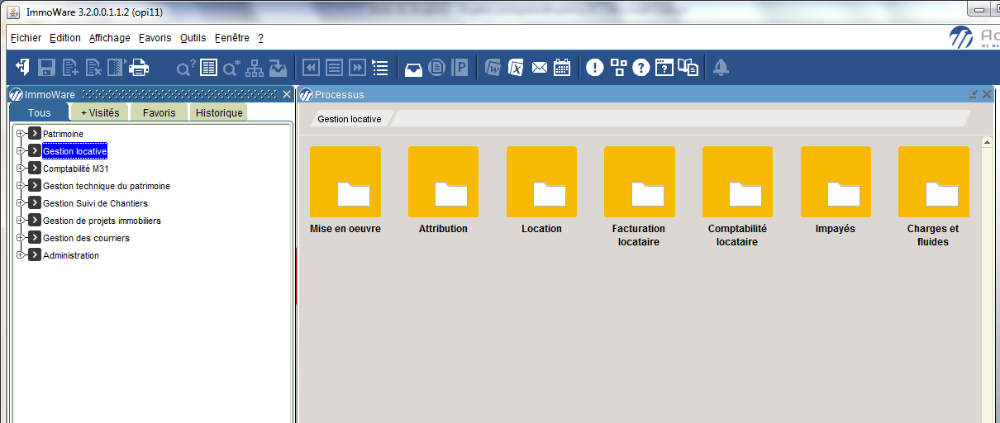 ImmoWare 3.2.0.0.1.1.2 (opi11)
Fichier Edition Affichage Favoris Outils Fenêtre ?
ImmoWare
Processus
Tous + Visités Favoris Historique
Gestion locative
Patrimoine
Gestion locative
Comptabilité M31
Gestion technique du patrimoine
Gestion Suivi de Chantiers
Gestion de projets immobiliers
Gestion des courriers
Administration
Mise en oeuvre
Attribution
Location
Facturation
locataire
Comptabilité
locataire
Impayés
Charges et
fluides